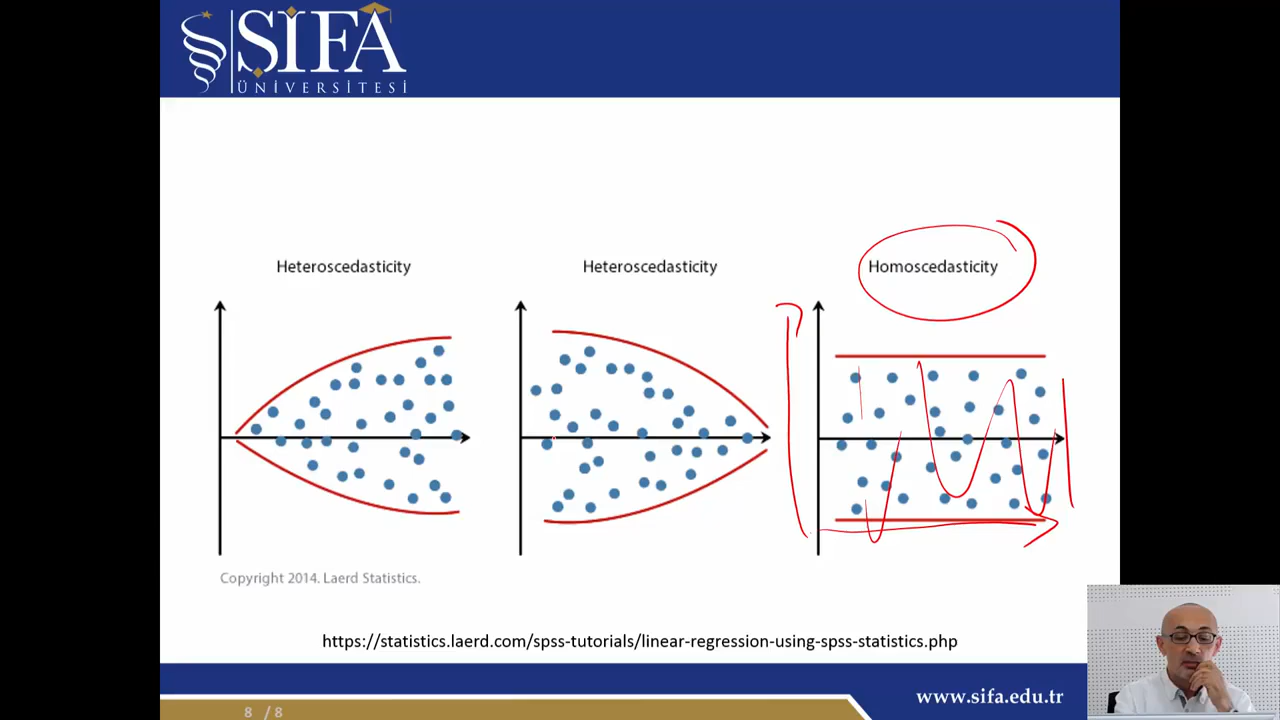 ŞİFA
ÜNİVERSİTESİ
Heteroscedasticity
Heteroscedasticity
Homoscedasticity
Copyright 2014. Laerd Statistics.
https://statistics.laerd.com/spss-tutorials/linear-regression-using-spss-statistics.php
www.sifa.edu.tr
8 / 8